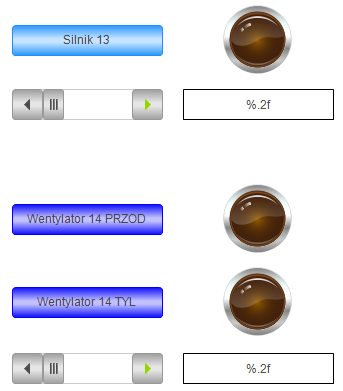 Silnik 13
%.2f
Wentylator 14 PRZOD
Wentylator 14 TYL
%.2f